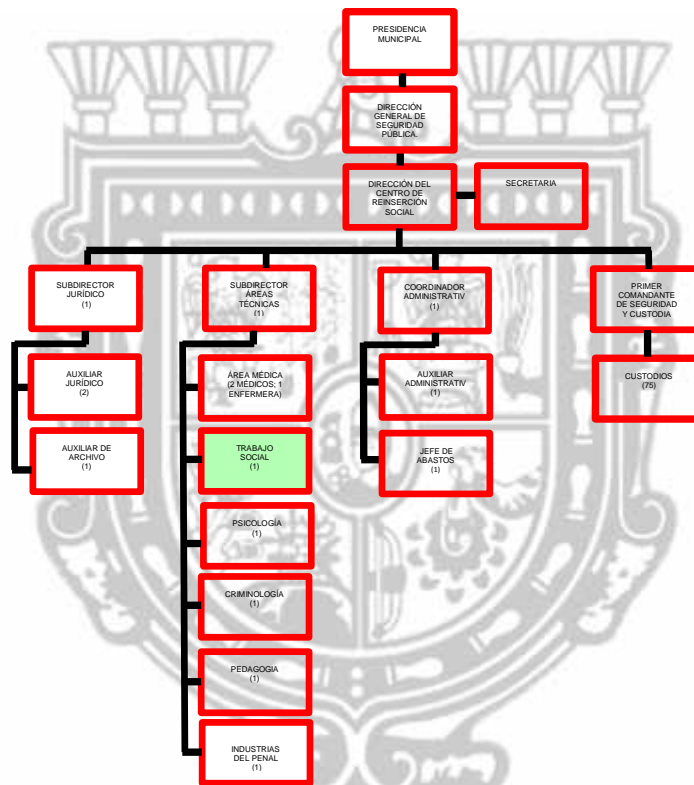 PRESIDENCIA
MUNICIPAL
DIRECCIÓN
GENERAL DE
SEGURIDAD
PÚBLICA.
DIRECCIÓN DEL
CENTRO DE
REINSERCIÓN
SOCIAL
SECRETARIA
SUBDIRECTOR
JURÍDICO
(1)
SUBDIRECTOR
ÁREAS
TÉCNICAS
(1)
COORDINADOR
ADMINISTRATIV
(1)
PRIMER
COMANDANTE
DE SEGURIDAD
Y CUSTODIA
AUXILIAR
JURÍDICO
(2)
ÁREA MÉDICA
(2 MÉDICOS; 1
ENFERMERA)
AUXILIAR
ADMINISTRATIV
(1)
CUSTODIOS
(75)
AUXILIAR DE
ARCHIVO
(1)
TRABAJO
SOCIAL
(1)
JEFE DE
ABASTOS
(1)
PSICOLOGÍA
(1)
CRIMINOLOGÍA
(1)
PEDAGOGIA
(1)
INDUSTRIAS
DEL PENAL
(1)